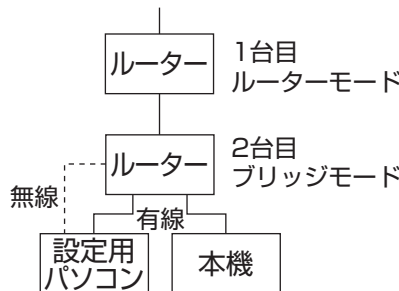 ルーター
1台目
ルーターモード
ルーター
2台目
ブリッジモード
無線
有線
設定用
パソコン
本機